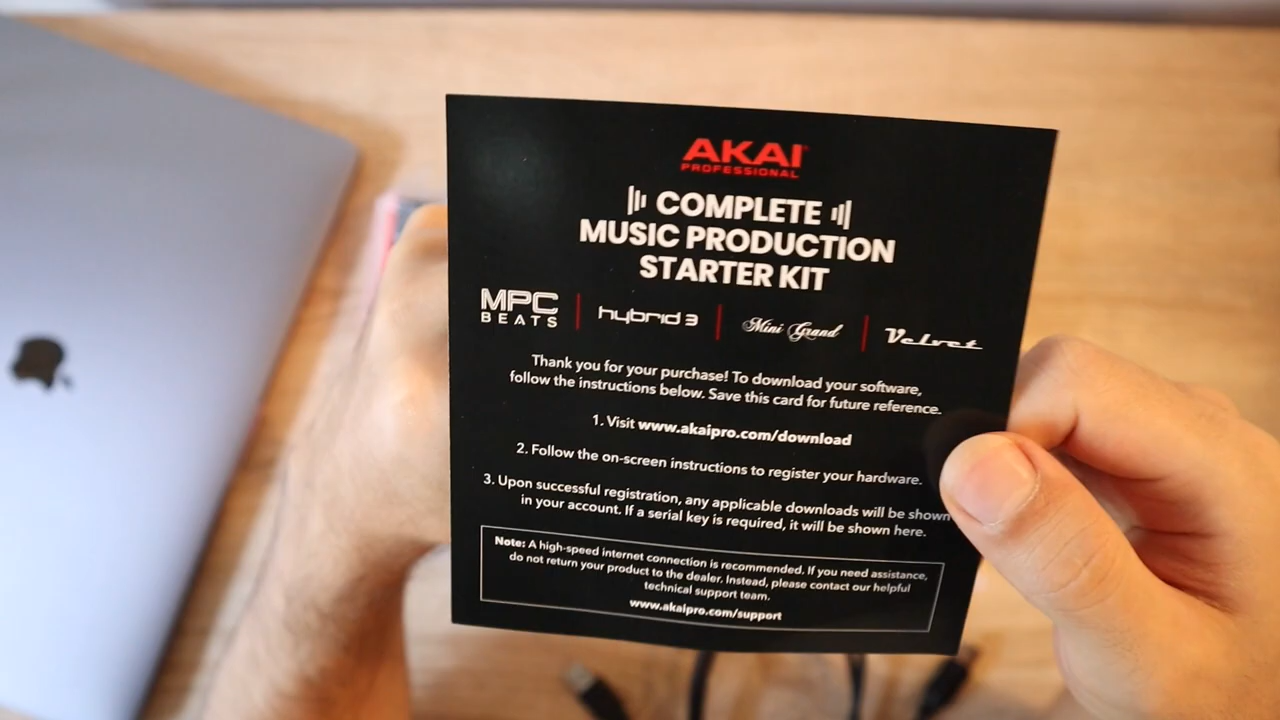 AKAI
PROFESSIONAL
COMPLETE
MUSIC PRODUCTION
STARTER KIT
MPC BEATS | hybrid 3 | Mini Grand | Velvet
Thank you for your purchase! To download your software,
follow the instructions below. Save this card for future reference.
1. Visit www.akaipro.com/download
2. Follow the on-screen instructions to register your hardware.
3. Upon successful registration, any applicable downloads will be shown
in your account. If a serial key is required, it will be shown here.
Note: A high-speed internet connection is recommended. If you need assistance,
do not return your product to the dealer. Instead, please contact our helpful
technical support team.
www.akaipro.com/support